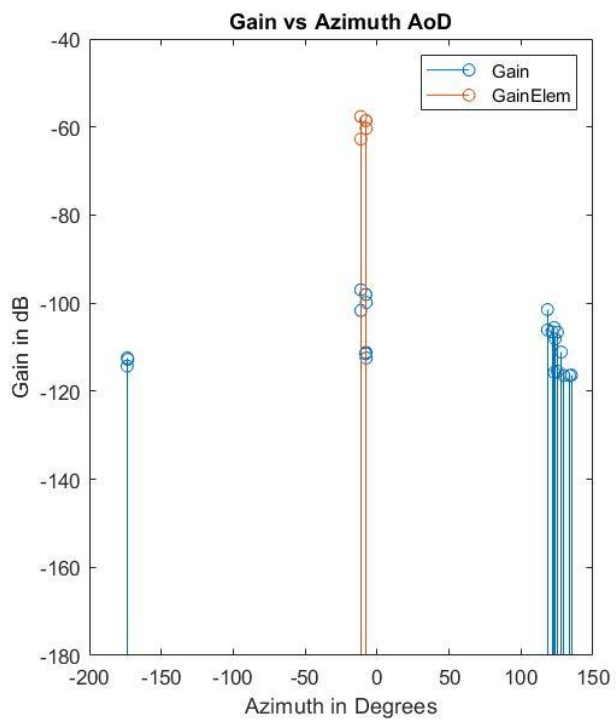 Gain vs Azimuth AoD
Gain
GainElem
-40
-60
-80
-100
-120
-140
-160
-180
Gain in dB
-200 -150 -100 -50 0 50 100 150
Azimuth in Degrees